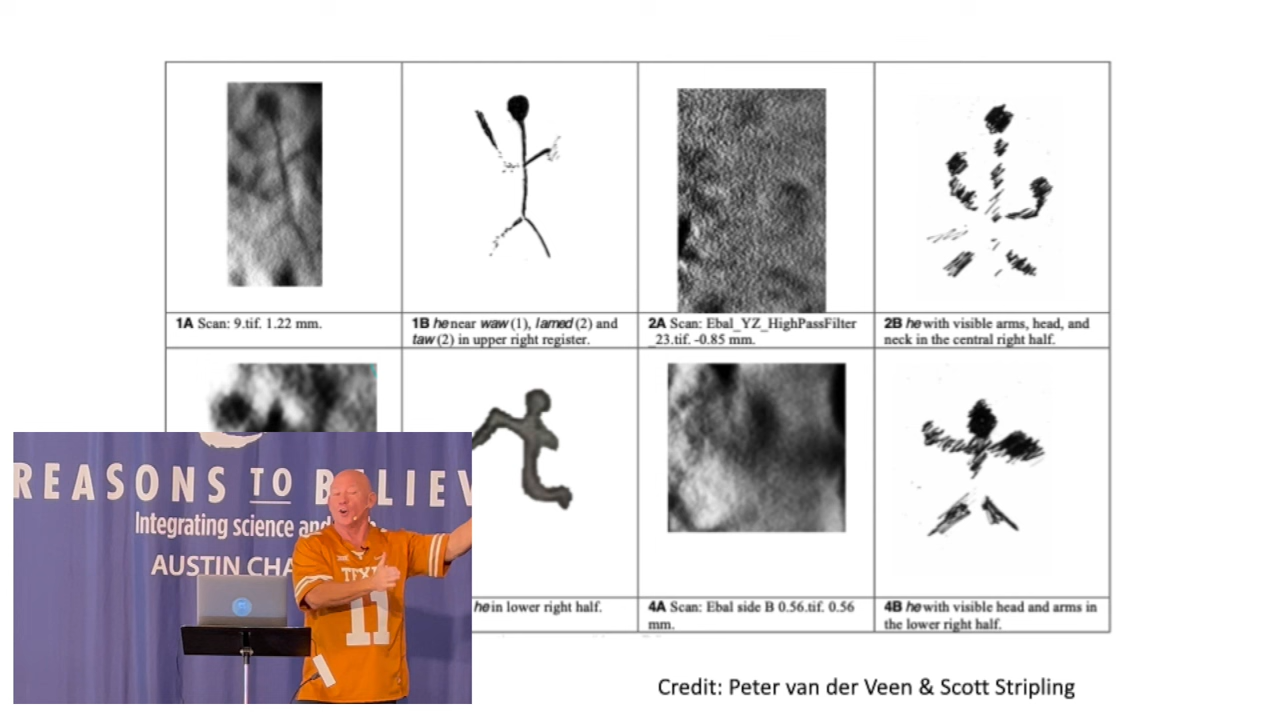 1A Scan: 9.tif. 1.22 mm.
1B he near waw (1), lamed (2) and
taw (2) in upper right register.
2A Scan: Ebal_YZ_HighPassFilter
_23.tif. -0.85 mm.
2B he with visible arms, head, and
neck in the central right half.
he in lower right half.
4A Scan: Ebal side B 0.56.tif. 0.56
mm.
4B he with visible head and arms in
the lower right half.
REASONS TO BELIEV
Integrating science an
AUSTIN CHA
TEX
11
Credit: Peter van der Veen & Scott Stripling